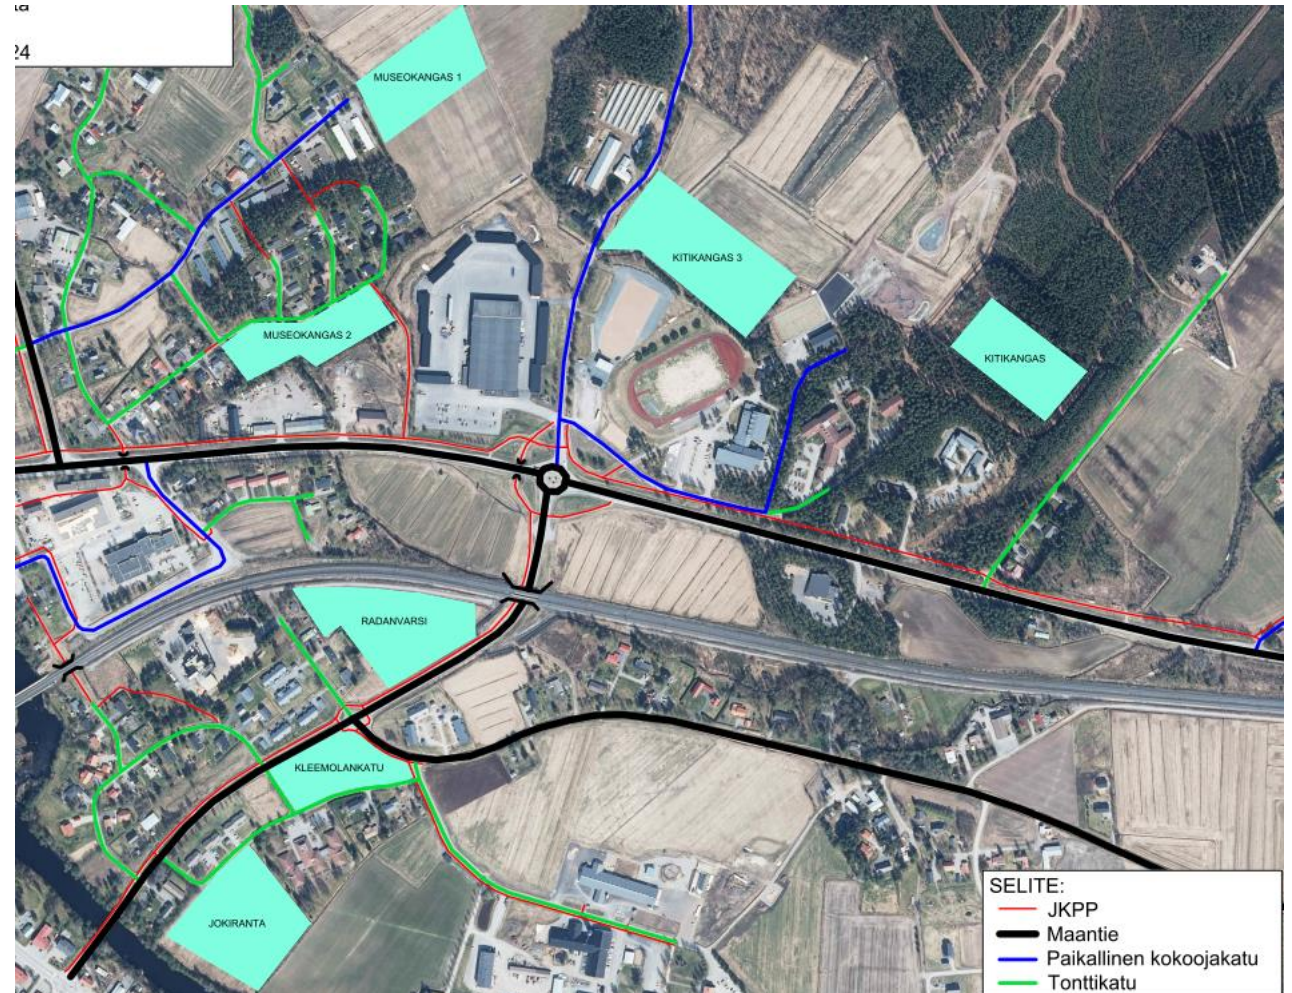 24
MUSEOKANGAS 1
KITIKANGAS 3
MUSEOKANGAS 2
KITIKANGAS
RADANVARSI
KLEEMOLANKATU
JOKIRANTA
SELITE:
JKPP
Maantie
Paikallinen kokoojakatu
Tonttikatu